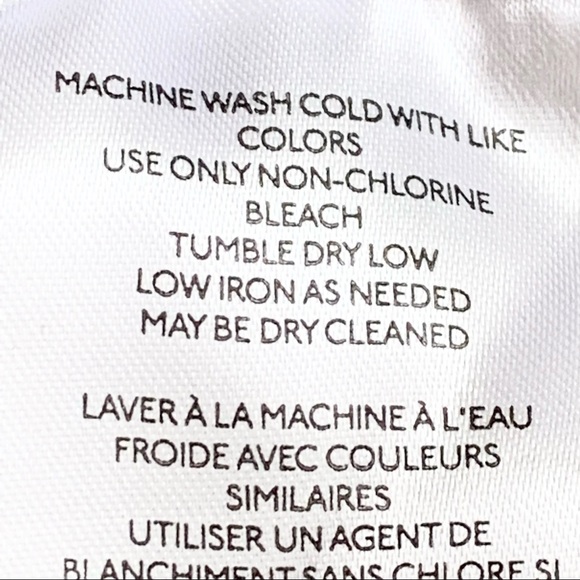 MACHINE WASH COLD WITH LIKE
COLORS
USE ONLY NON-CHLORINE
BLEACH
TUMBLE DRY LOW
LOW IRON AS NEEDED
MAY BE DRY CLEANED
LAVER À LA MACHINE À L'EAU
FROIDE AVEC COULEURS
SIMILAIRES
UTILISER UN AGENT DE
BLANCHIMENT SANS CHLORE SI